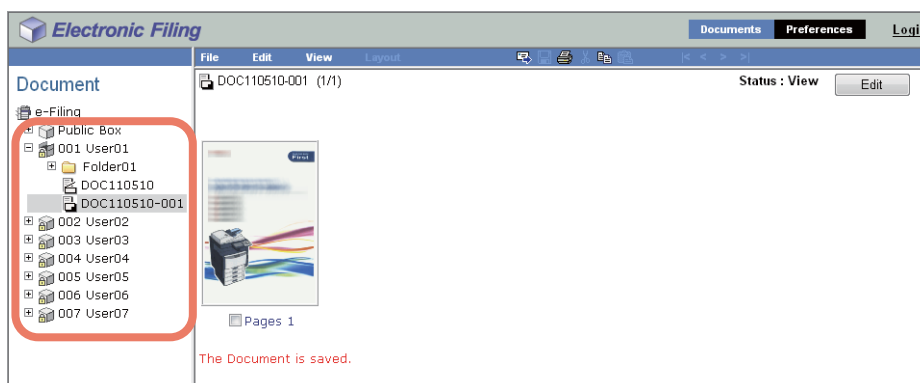 Electronic Filing
Documents Preferences Logi
File Edit View Layout |< < > >|
Document
DOC110510-001 (1/1)
Status : View Edit
e-Filing
Public Box
001 User01
Folder01
DOC110510
DOC110510-001
002 User02
003 User03
004 User04
005 User05
006 User06
007 User07
First
Pages 1
The Document is saved.